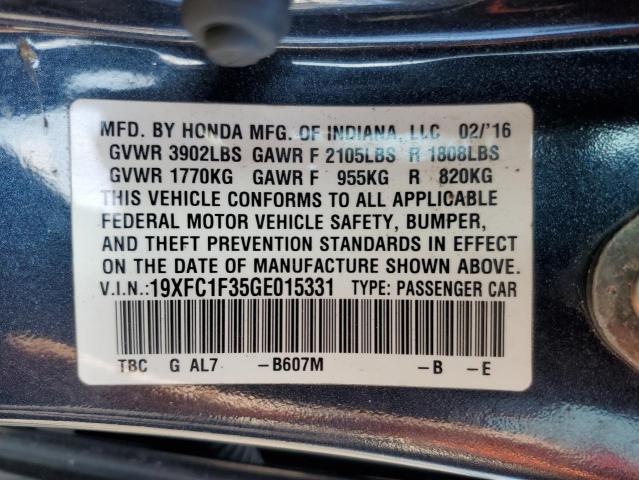 MFD. BY HONDA MFG. OF INDIANA, LLC 02/'16
GVWR 3902LBS GAWR F 2105LBS R 1808LBS
GVWR 1770KG GAWR F 955KG R 820KG
THIS VEHICLE CONFORMS TO ALL APPLICABLE
FEDERAL MOTOR VEHICLE SAFETY, BUMPER,
AND THEFT PREVENTION STANDARDS IN EFFECT
ON THE DATE OF MANUFACTURE SHOWN ABOVE.
V.I.N.:19XFC1F35GE015331 TYPE: PASSENGER CAR
TBC G AL7 -B607M -B -E